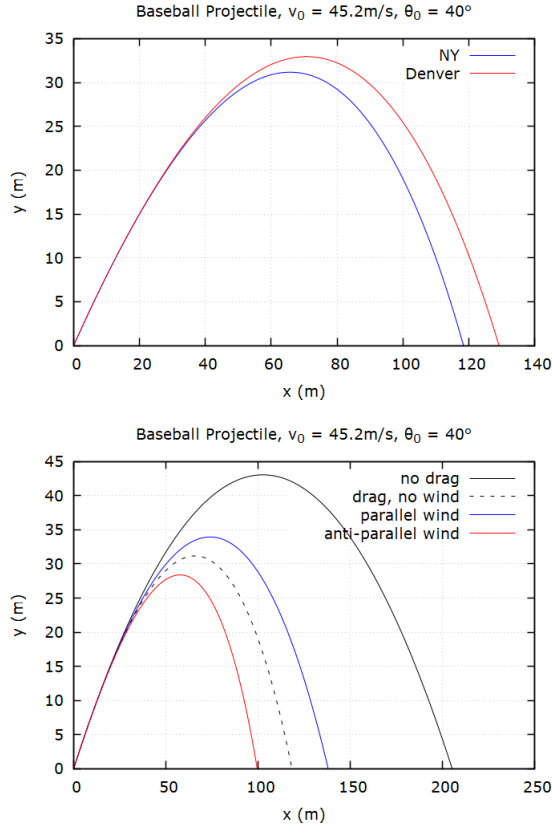 Baseball Projectile, v₀ = 45.2m/s, θ₀ = 40°
NY
Denver
35
30
25
20
15
10
5
0
y (m)
0 20 40 60 80 100 120 140
x (m)
Baseball Projectile, v₀ = 45.2m/s, θ₀ = 40°
no drag
drag, no wind
parallel wind
anti-parallel wind
45
40
35
30
25
20
15
10
5
0
y (m)
0 50 100 150 200 250
x (m)